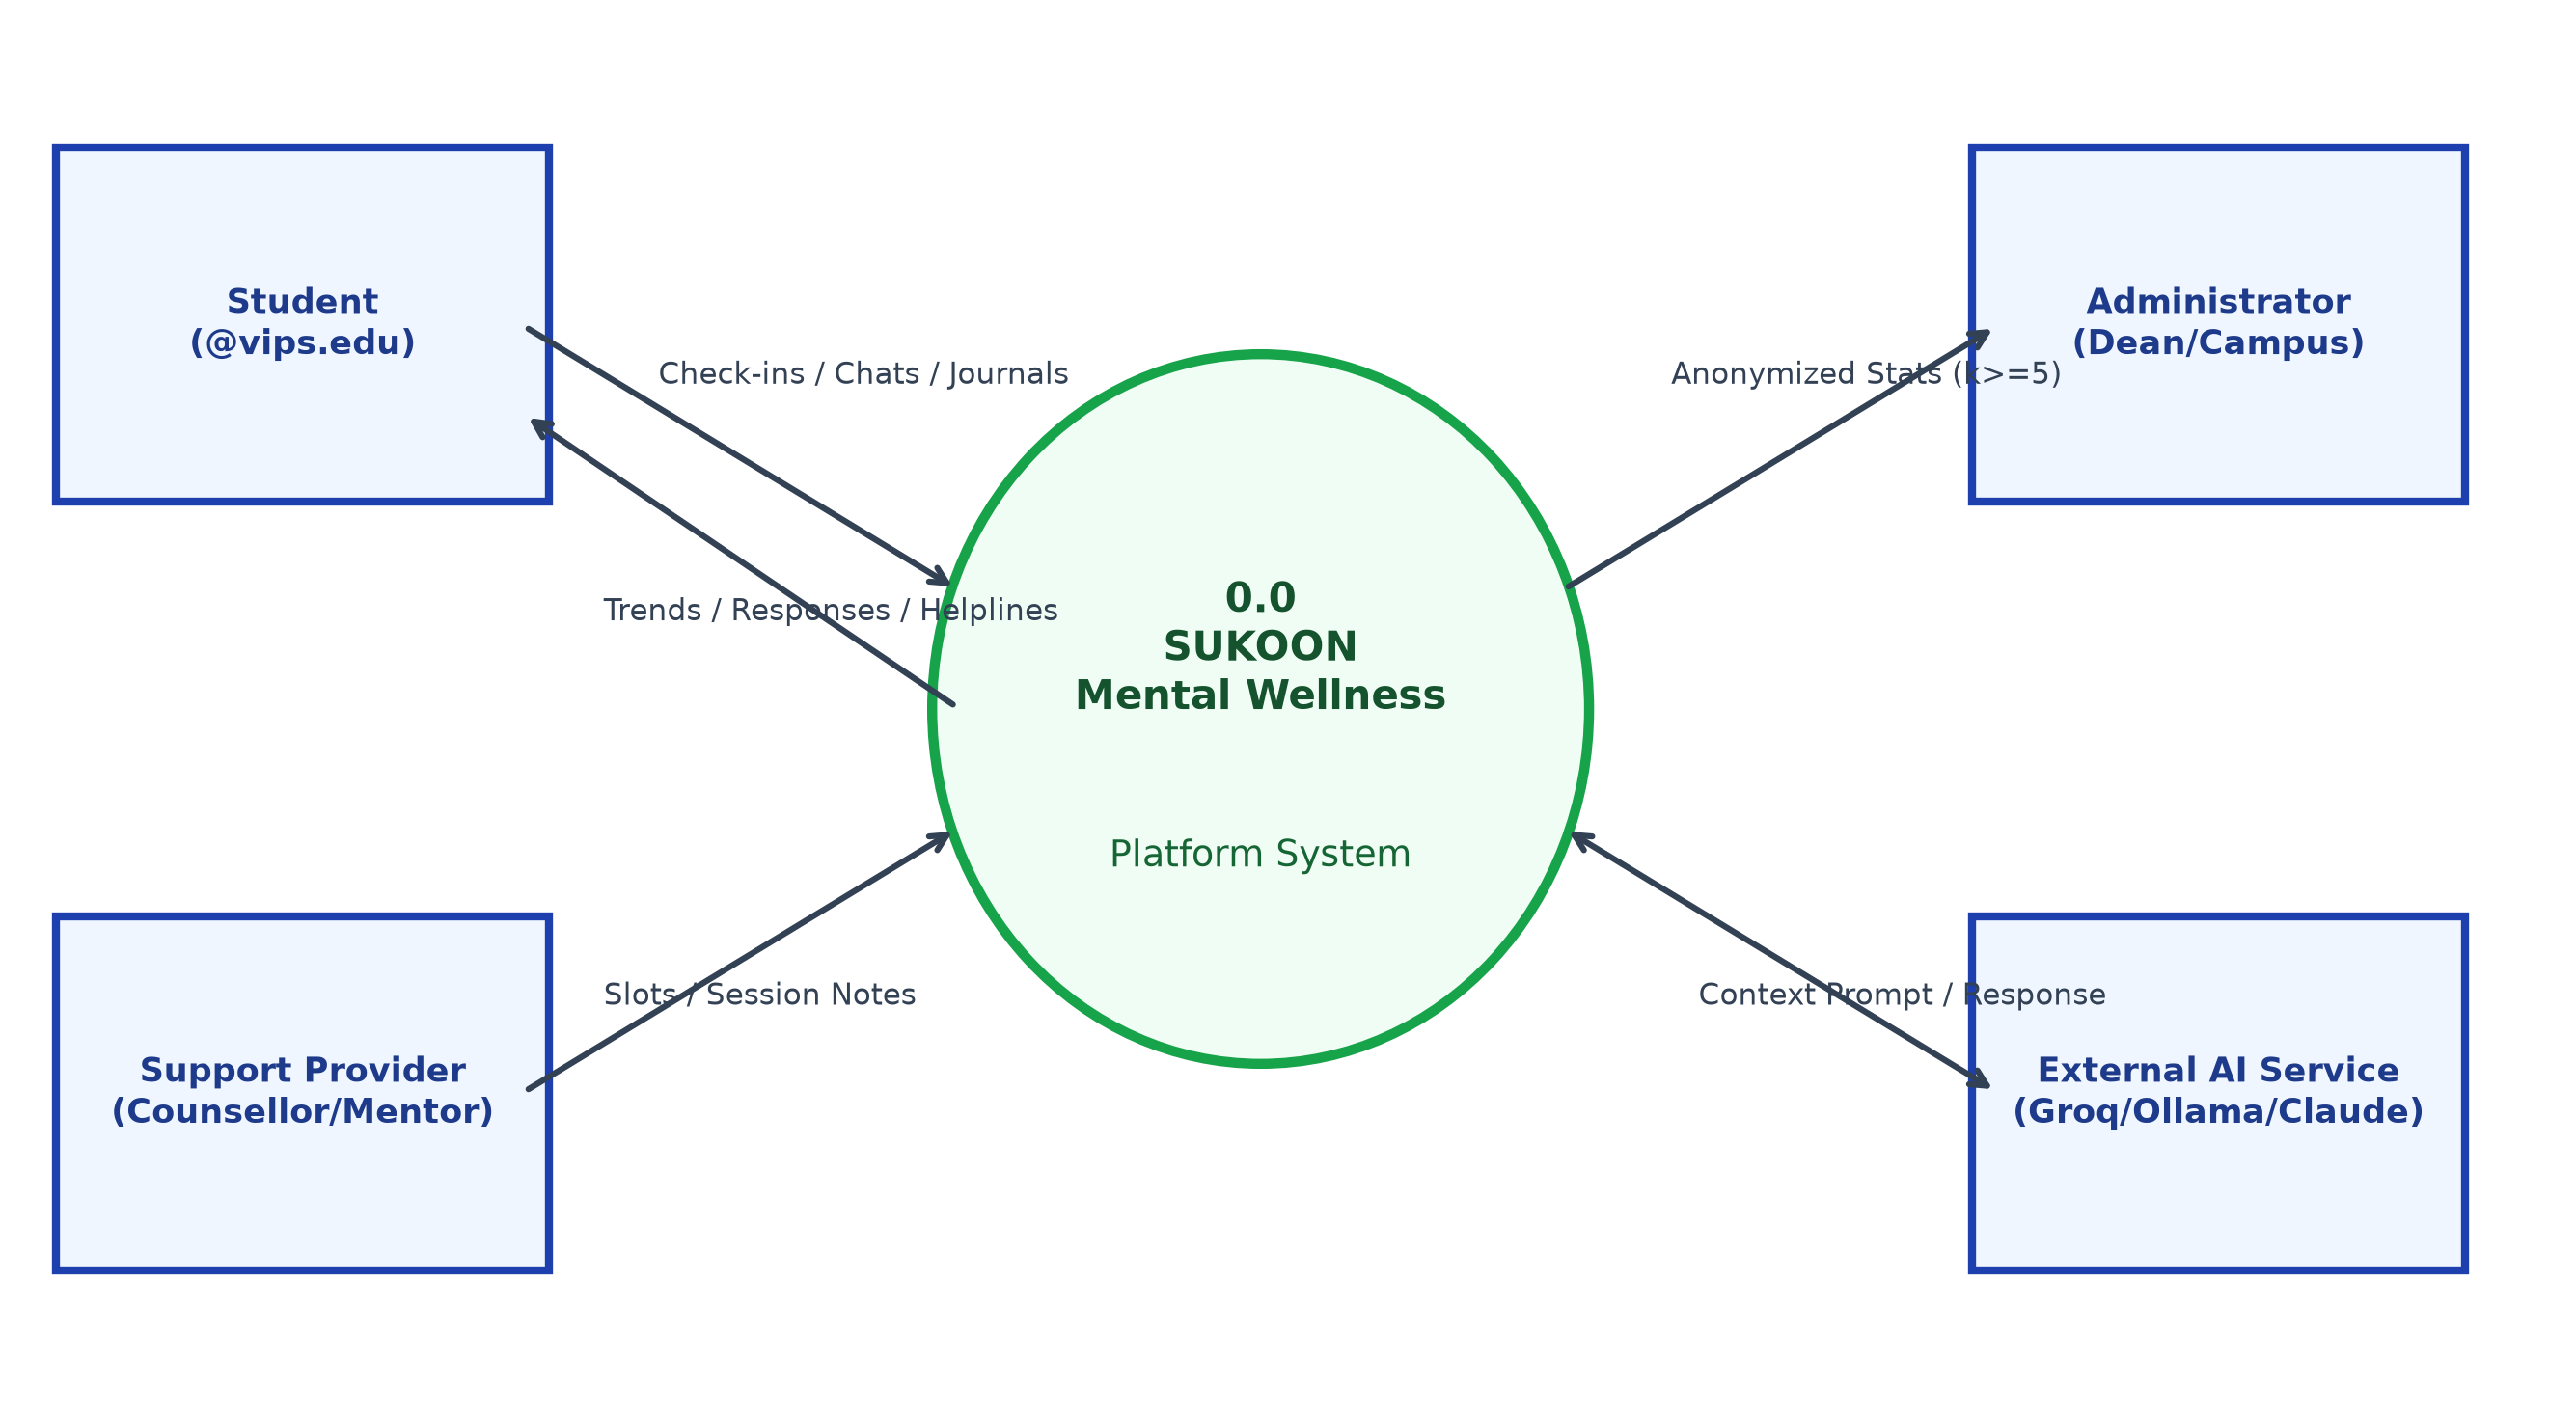 Student
(@vips.edu)
Administrator
(Dean/Campus)
Check-ins / Chats / Journals
Anonymized Stats (k>=5)
0.0
SUKOON
Mental Wellness
Trends / Responses / Helplines
Platform System
Slots / Session Notes
Context Prompt / Response
Support Provider
(Counsellor/Mentor)
External AI Service
(Groq/Ollama/Claude)